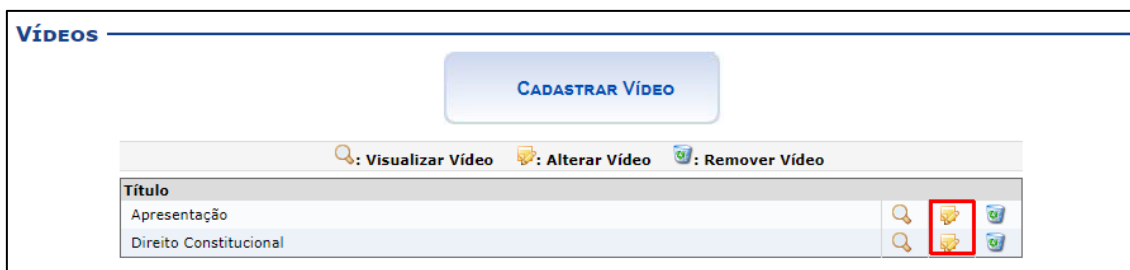 VÍDEOS
CADASTRAR VÍDEO
: Visualizar Vídeo : Alterar Vídeo : Remover Vídeo
Título
Apresentação
Direito Constitucional